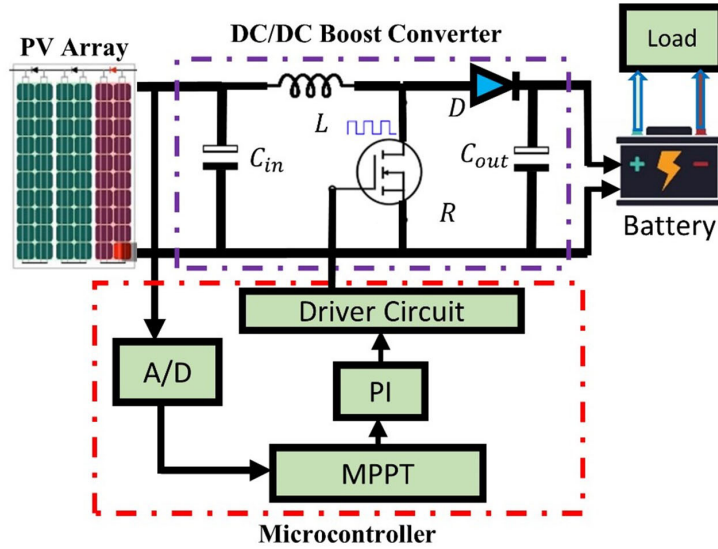 PV Array
DC/DC Boost Converter
Load
L
D
C_in
C_out
R
+
-
Battery
Driver Circuit
A/D
PI
MPPT
Microcontroller